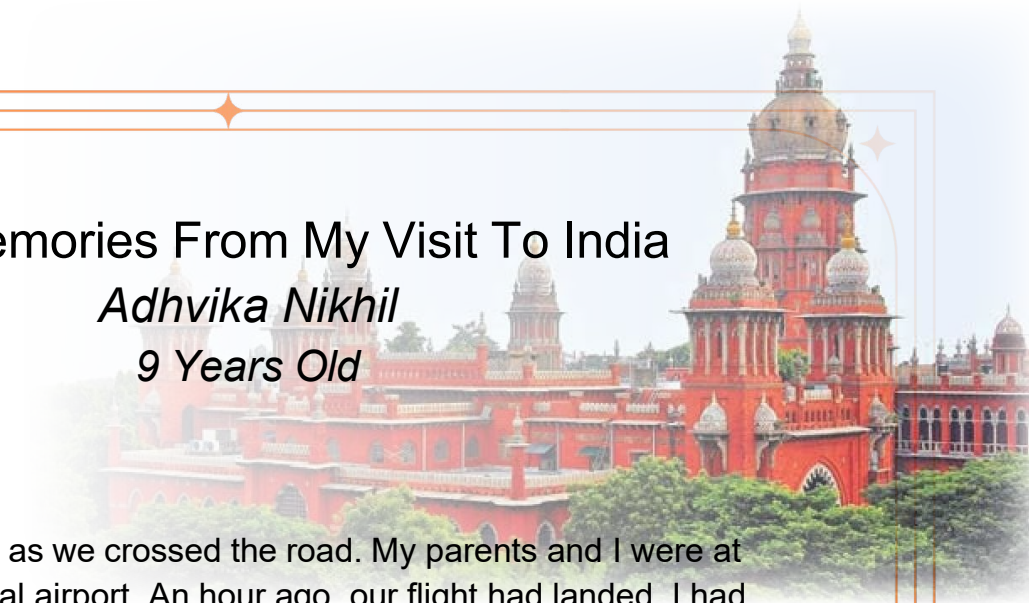 emories From My Visit To India
Adhvika Nikhil
9 Years Old
as we crossed the road. My parents and I were at
al airport. An hour ago, our flight had landed. I had